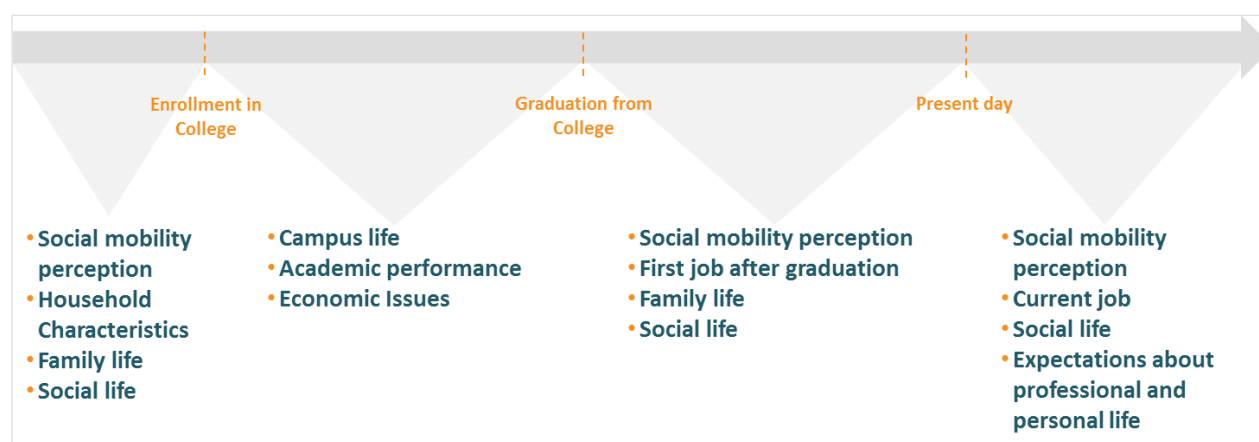 Enrollment in
College
Graduation from
College
Present day
• Social mobility
perception
• Household
Characteristics
• Family life
• Social life
• Campus life
• Academic performance
• Economic Issues
• Social mobility perception
• First job after graduation
• Family life
• Social life
• Social mobility
perception
• Current job
• Social life
• Expectations about
professional and
personal life